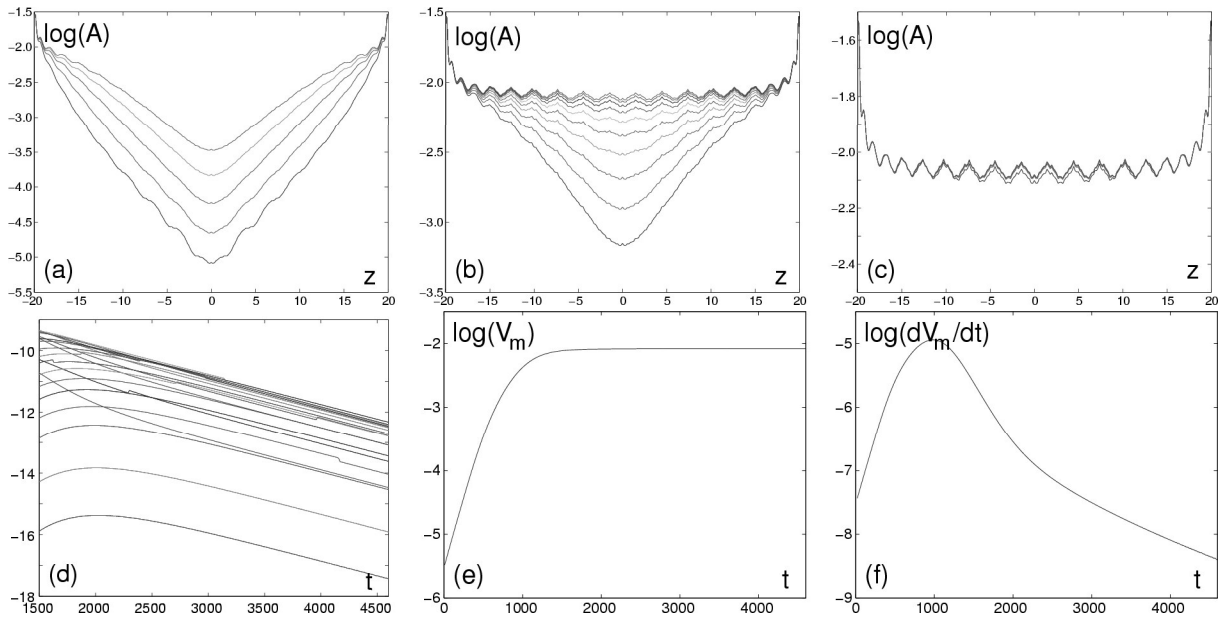 −1.5 −1.5
log(A) log(A) log(A)
−2.0 −1.6
−2.5 −2.0 −1.8
−3.0
−3.5 −2.5 −2.0
−4.0
−4.5 −3.0 −2.2
−5.0 −2.4
(a) z (b) z (c) z
−5.5 −3.5
−20 −15 −10 −5 0 5 10 15 20 −20 −15 −10 −5 0 5 10 15 20 −20 −15 −10 −5 0 5 10 15 20
log(V_m) log(dV_m/dt)
−10 −2 −5
−12 −3 −6
−14 −4 −7
−16 −5 −8
(d) t (e) t (f) t
−18 −6 −9
1500 2000 2500 3000 3500 4000 4500 0 1000 2000 3000 4000 0 1000 2000 3000 4000